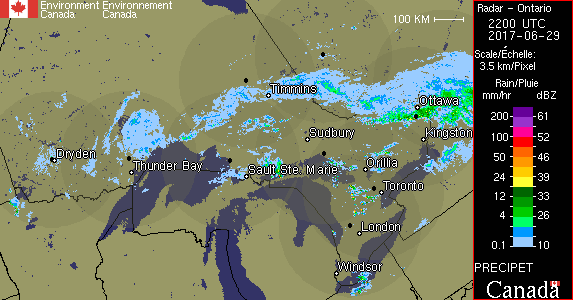 Environment Environnement
Canada Canada
100 KM
Timmins
Ottawa
Sudbury
Kingston
Dryden
Thunder Bay
Sault Ste. Marie
Orillia
Toronto
London
Windsor
Radar - Ontario
2200 UTC
2017-06-29
Scale/Échelle:
3.5 km/Pixel
Rain/Pluie
mm/hr dBZ
200 61
100 56
100 52
50 46
24 39
12 33
4 26
0.1 10
PRECIPET
Canada